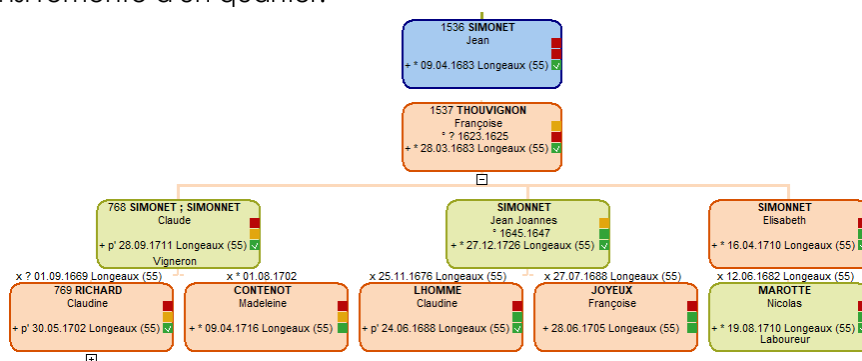 1536 SIMONET
Jean
+ * 09.04.1683 Longeaux (55)
1537 THOUVIGNON
Françoise
° ? 1623.1625
+ * 28.03.1683 Longeaux (55)
768 SIMONET ; SIMONNET
Claude
+ p' 28.09.1711 Longeaux (55)
Vigneron
SIMONNET
Jean Joannes
° 1645.1647
+ * 27.12.1726 Longeaux (55)
SIMONNET
Elisabeth
+ * 16.04.1710 Longeaux (55)
x ? 01.09.1669 Longeaux (55)
x * 01.08.1702
x 25.11.1676 Longeaux (55)
x 27.07.1688 Longeaux (55)
x 12.06.1682 Longeaux (55)
769 RICHARD
Claudine
+ p' 30.05.1702 Longeaux (55)
CONTENOT
Madeleine
+ * 09.04.1716 Longeaux (55)
LHOMME
Claudine
+ p' 24.06.1688 Longeaux (55)
JOYEUX
Françoise
+ 28.06.1705 Longeaux (55)
MAROTTE
Nicolas
+ * 19.08.1710 Longeaux (55)
Laboureur